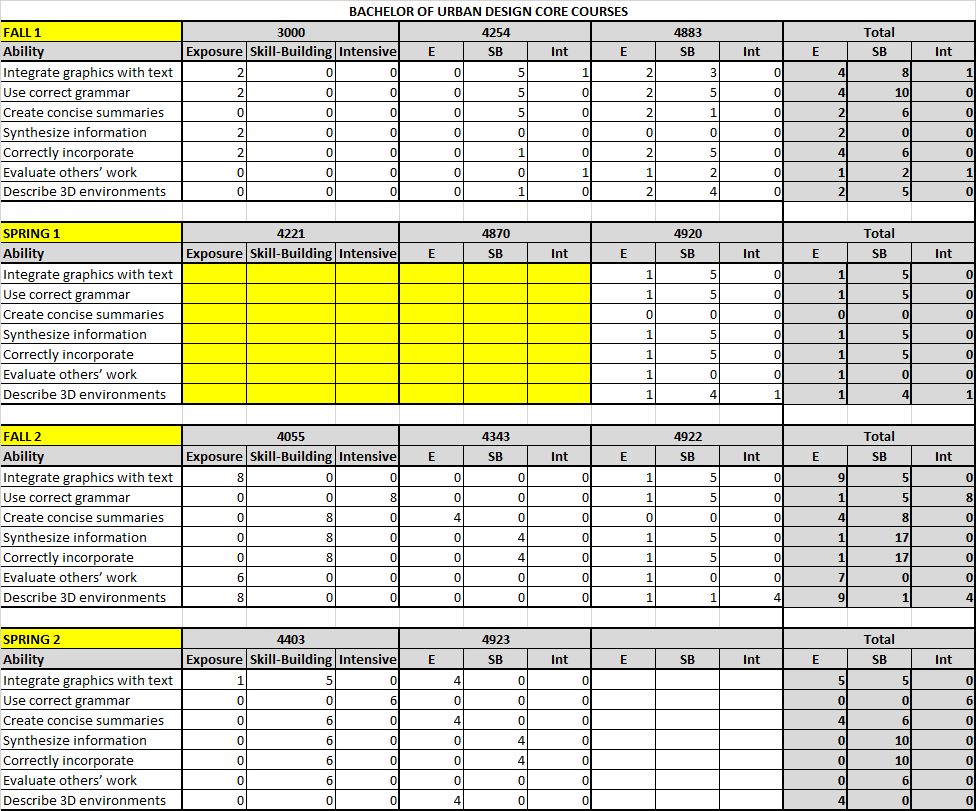 BACHELOR OF URBAN DESIGN CORE COURSES
FALL 1 3000 4254 4883 Total
Ability Exposure Skill-Building Intensive E SB Int E SB Int E SB Int
Integrate graphics with text 2 0 0 0 5 1 2 3 0 4 8 1
Use correct grammar 2 0 0 0 5 0 2 5 0 4 10 0
Create concise summaries 0 0 0 0 5 0 2 1 0 2 6 0
Synthesize information 2 0 0 0 0 0 0 0 0 2 0 0
Correctly incorporate 2 0 0 0 1 0 2 5 0 4 6 0
Evaluate others’ work 0 0 0 0 0 1 1 2 0 1 2 1
Describe 3D environments 0 0 0 0 1 0 2 4 0 2 5 0
SPRING 1 4221 4870 4920 Total
Ability Exposure Skill-Building Intensive E SB Int E SB Int E SB Int
Integrate graphics with text 1 5 0 1 5 0
Use correct grammar 1 5 0 1 5 0
Create concise summaries 0 0 0 0 0 0
Synthesize information 1 5 0 1 5 0
Correctly incorporate 1 5 0 1 5 0
Evaluate others’ work 1 0 0 1 0 0
Describe 3D environments 1 4 1 1 4 1
FALL 2 4055 4343 4922 Total
Ability Exposure Skill-Building Intensive E SB Int E SB Int E SB Int
Integrate graphics with text 8 0 0 0 0 0 1 5 0 9 5 0
Use correct grammar 0 0 8 0 0 0 1 5 0 1 5 8
Create concise summaries 0 8 0 4 0 0 0 0 0 4 8 0
Synthesize information 0 8 0 0 4 0 1 5 0 1 17 0
Correctly incorporate 0 8 0 0 4 0 1 5 0 1 17 0
Evaluate others’ work 6 0 0 0 0 0 1 0 0 7 0 0
Describe 3D environments 8 0 0 0 0 0 1 1 4 9 1 4
SPRING 2 4403 4923 Total
Ability Exposure Skill-Building Intensive E SB Int E SB Int E SB Int
Integrate graphics with text 1 5 0 4 0 0 5 5 0
Use correct grammar 0 0 6 0 0 0 0 0 6
Create concise summaries 0 6 0 4 0 0 4 6 0
Synthesize information 0 6 0 0 4 0 0 10 0
Correctly incorporate 0 6 0 0 4 0 0 10 0
Evaluate others’ work 0 6 0 0 0 0 0 6 0
Describe 3D environments 0 0 0 4 0 0 4 0 0